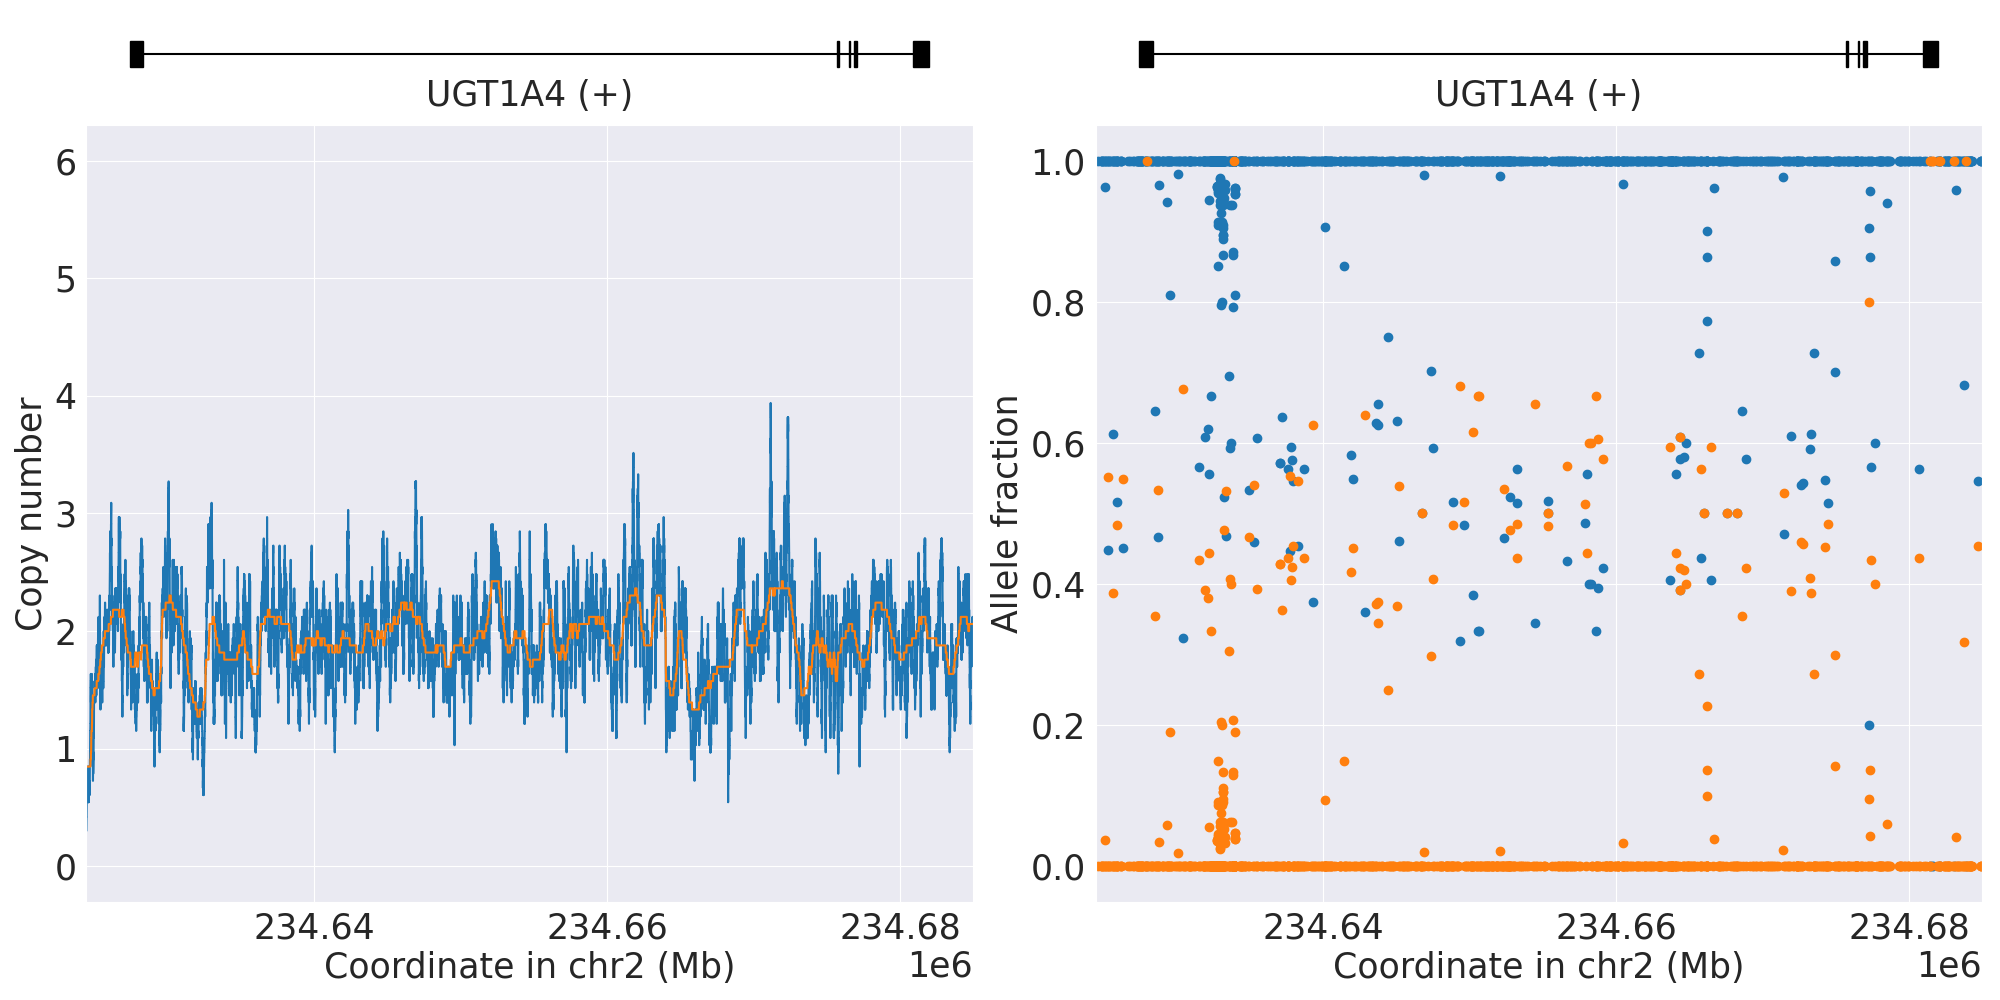 UGT1A4 (+)
Copy number
6
5
4
3
2
1
0
234.64 234.66 234.68
1e6
Coordinate in chr2 (Mb)
UGT1A4 (+)
Allele fraction
1.0
0.8
0.6
0.4
0.2
0.0
234.64 234.66 234.68
1e6
Coordinate in chr2 (Mb)